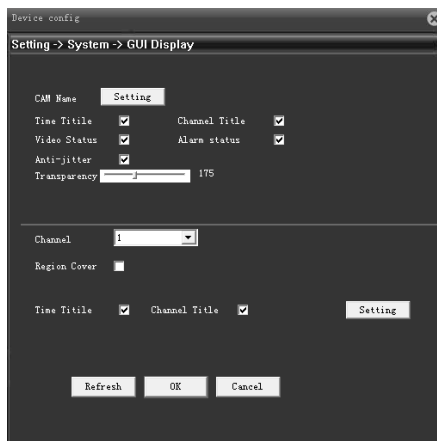 Device config
Setting -> System -> GUI Display
CAM Name Setting
Time Titile Channel Title
Video Status Alarm status
Anti-jitter
Transparency 175
Channel 1
Region Cover
Time Titile Channel Title Setting
Refresh OK Cancel